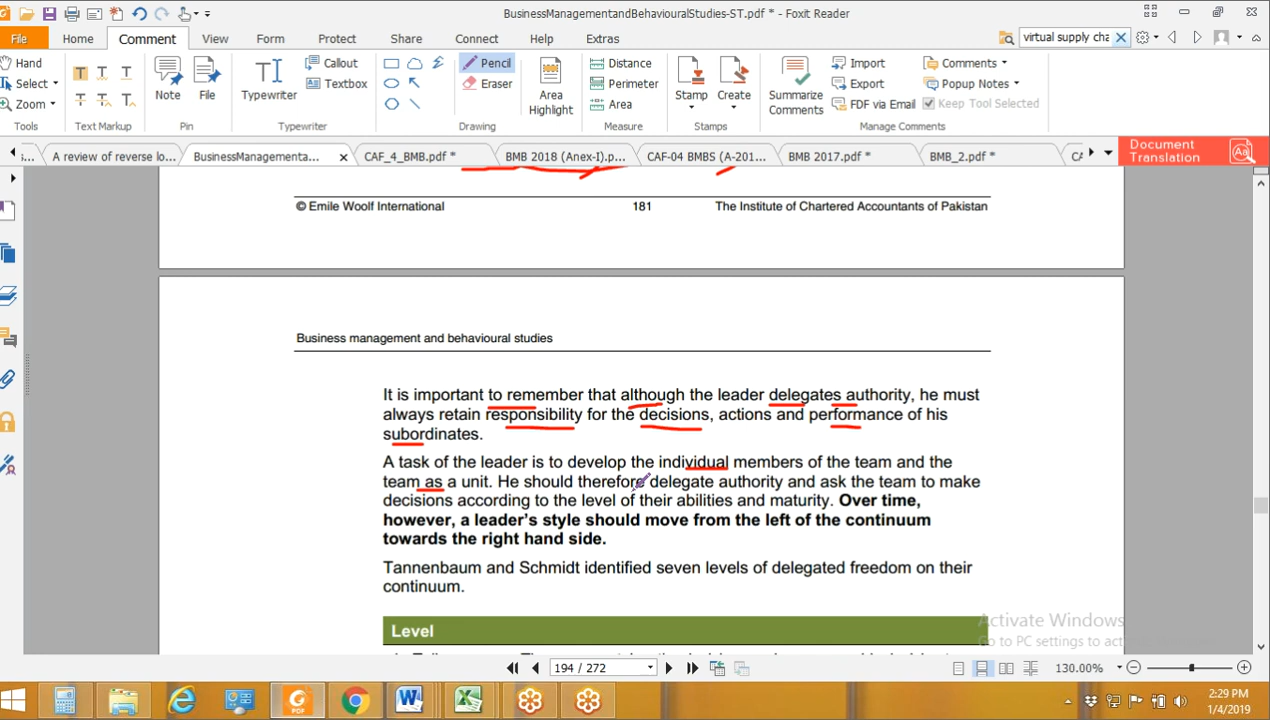 BusinessManagementandBehaviouralStudies-ST.pdf * - Foxit Reader
File Home Comment View Form Protect Share Connect Help Extras
virtual supply cha
Hand
Select
Zoom
Tools
Text Markup
Note File
Pin
Typewriter
Callout
Textbox
Typewriter
Pencil
Eraser
Area Highlight
Drawing
Distance
Perimeter
Area
Measure
Stamp Create
Stamps
Summarize Comments
Import
Export
FDF via Email
Comments
Popup Notes
Keep Tool Selected
Manage Comments
A review of reverse lo... BusinessManagementa... CAF_4_BMB.pdf * BMB 2018 (Anex-I).p... CAF-04 BMBS (A-201... BMB 2017.pdf * BMB_2.pdf * CA
Document Translation
© Emile Woolf International 181 The Institute of Chartered Accountants of Pakistan
Business management and behavioural studies
It is important to remember that although the leader delegates authority, he must
always retain responsibility for the decisions, actions and performance of his
subordinates.
A task of the leader is to develop the individual members of the team and the
team as a unit. He should therefore delegate authority and ask the team to make
decisions according to the level of their abilities and maturity. Over time,
however, a leader's style should move from the left of the continuum
towards the right hand side.
Tannenbaum and Schmidt identified seven levels of delegated freedom on their
continuum.
Level
Activate Windows
Go to PC settings to act
194 / 272
130.00%
2:29 PM
1/4/2019